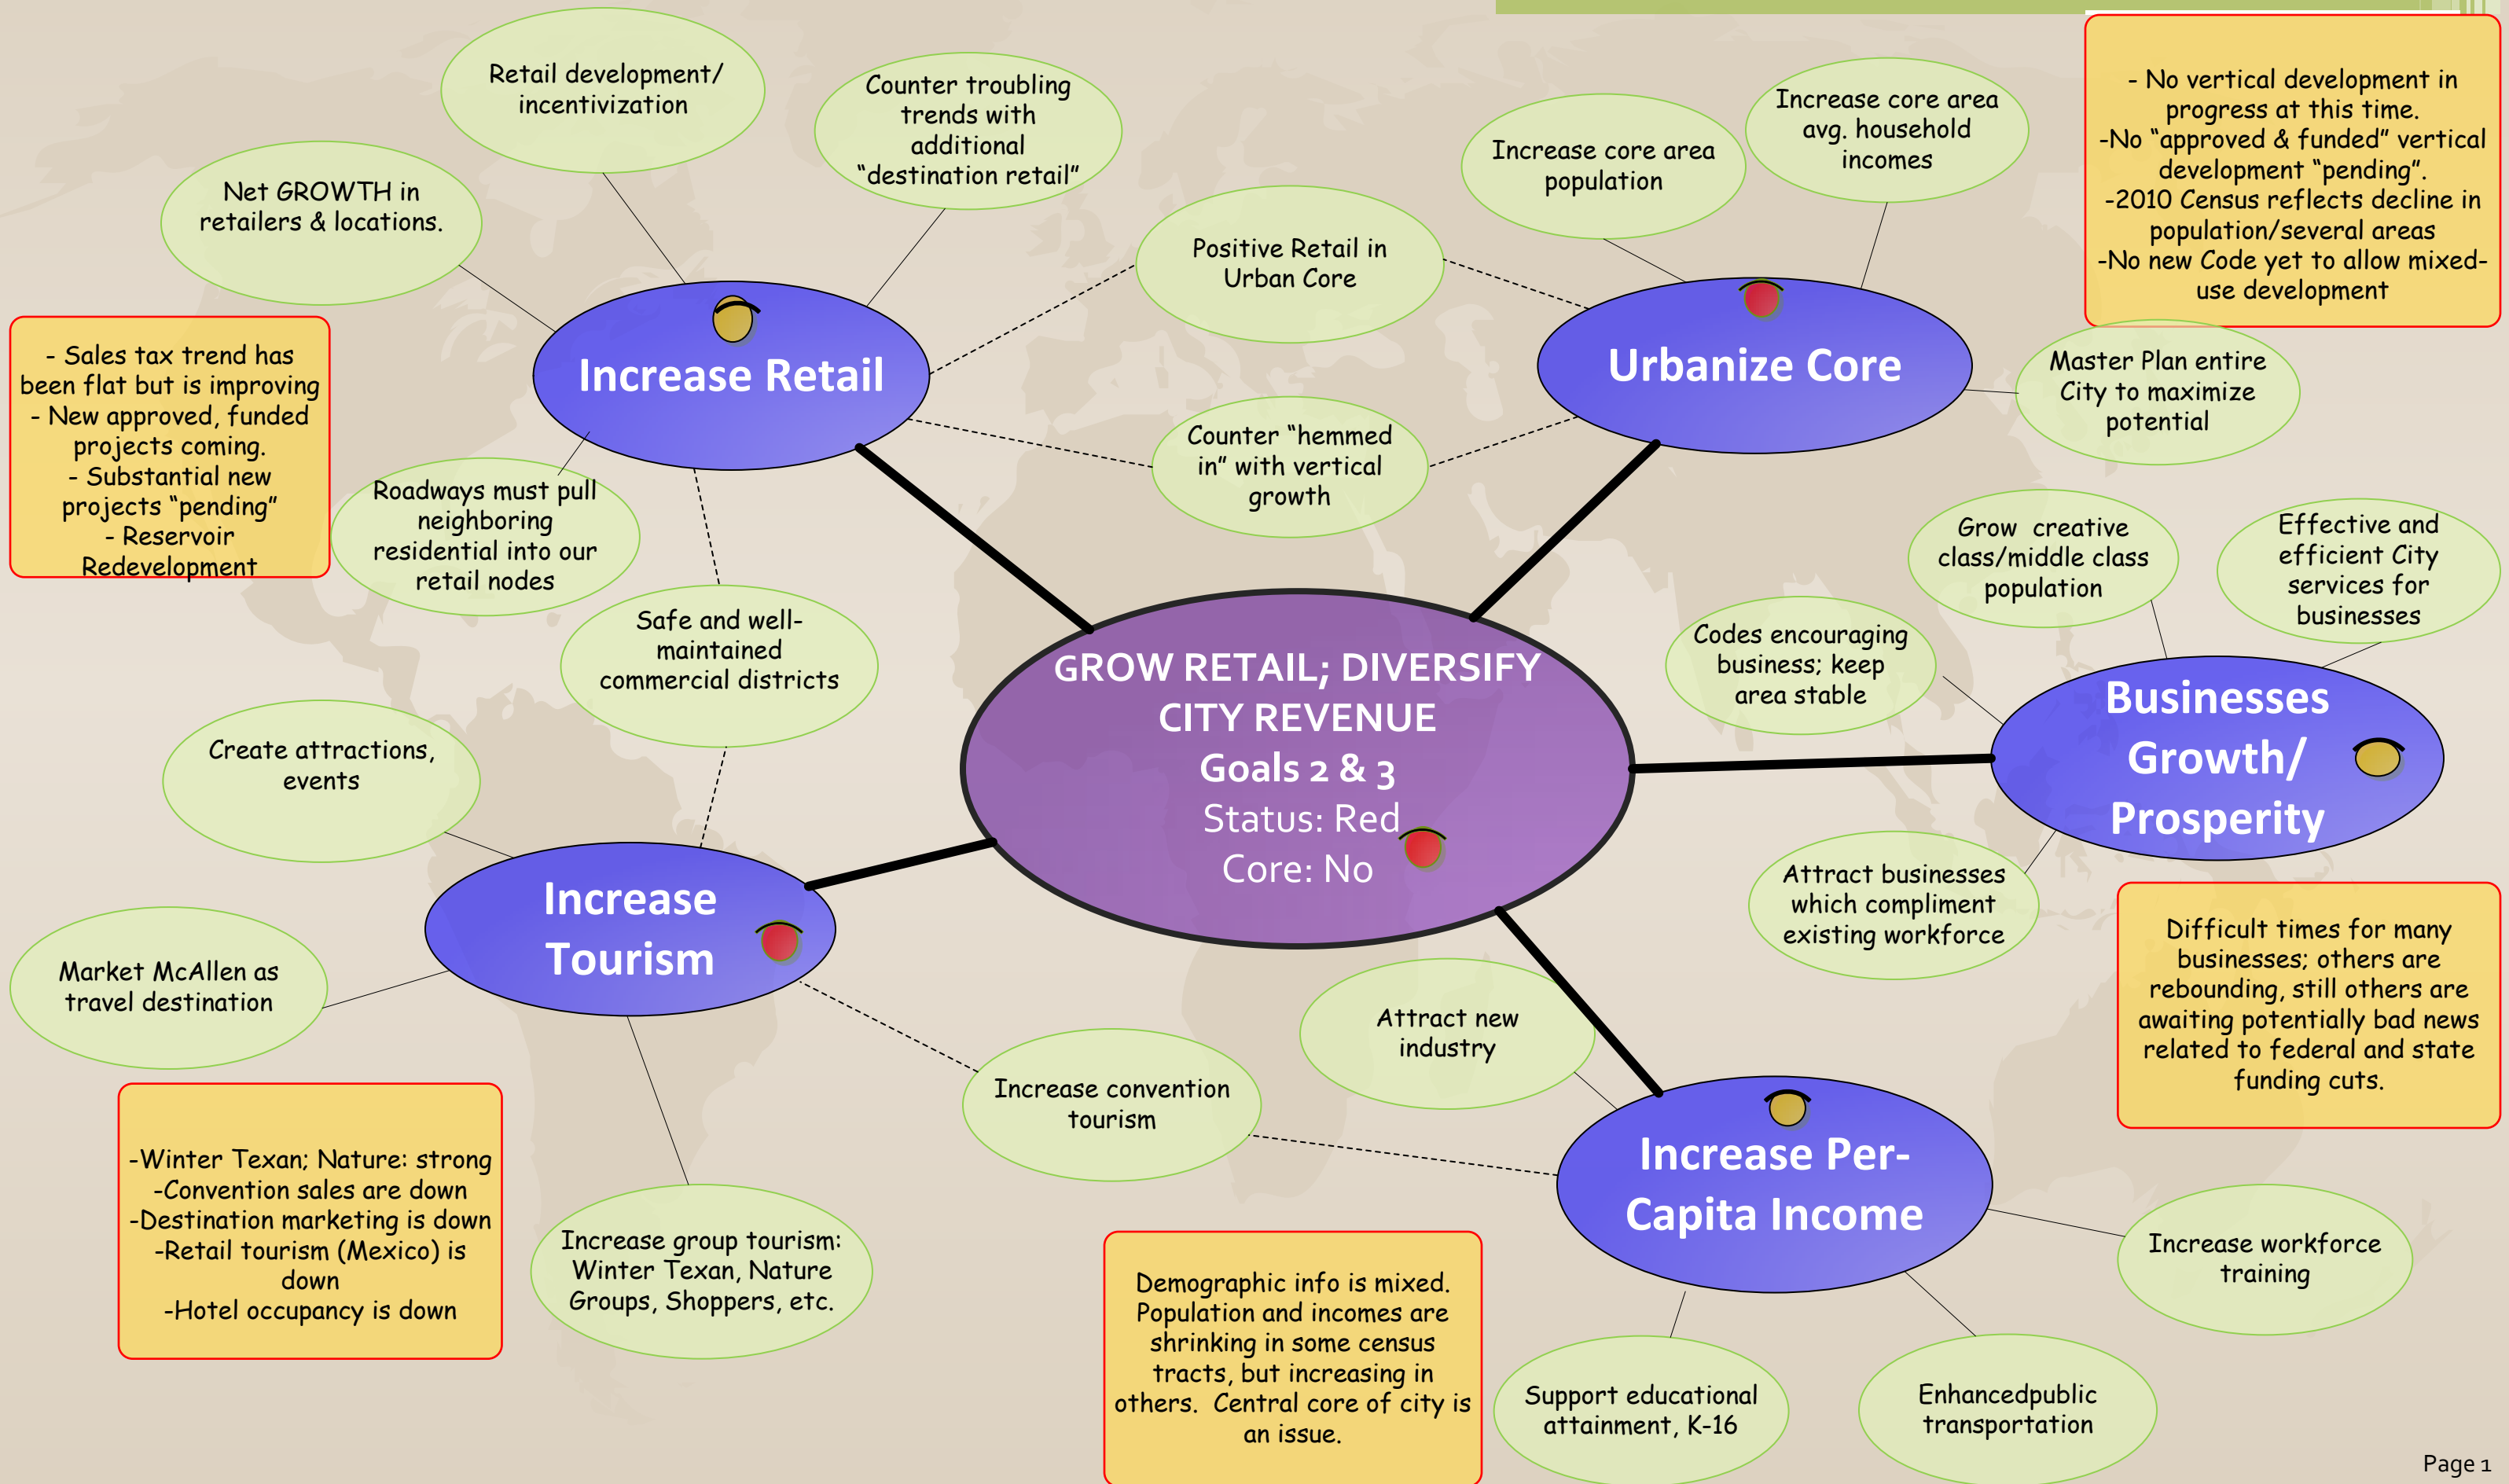 Retail development/
incentivization
Counter troubling
trends with
additional
“destination retail”
Net GROWTH in
retailers & locations.
Increase Retail
- Sales tax trend has
been flat but is improving
- New approved, funded
projects coming.
- Substantial new
projects “pending”
- Reservoir
Redevelopment
Roadways must pull
neighboring
residential into our
retail nodes
Positive Retail in
Urban Core
Counter “hemmed
in” with vertical
growth
Increase core area
population
Increase core area
avg. household
incomes
Urbanize Core
- No vertical development in
progress at this time.
-No “approved & funded” vertical
development “pending”.
-2010 Census reflects decline in
population/several areas
-No new Code yet to allow mixed-
use development
Master Plan entire
City to maximize
potential
Safe and well-
maintained
commercial districts
GROW RETAIL; DIVERSIFY
CITY REVENUE
Goals 2 & 3
Status: Red
Core: No
Grow  creative
class/middle class
population
Effective and
efficient City
services for
businesses
Codes encouraging
business; keep
area stable
Businesses
Growth/
Prosperity
Attract businesses
which compliment
existing workforce
Difficult times for many
businesses; others are
rebounding, still others are
awaiting potentially bad news
related to federal and state
funding cuts.
Create attractions,
events
Increase
Tourism
Market McAllen as
travel destination
-Winter Texan; Nature: strong
-Convention sales are down
-Destination marketing is down
-Retail tourism (Mexico) is
down
-Hotel occupancy is down
Increase group tourism:
Winter Texan, Nature
Groups, Shoppers, etc.
Increase convention
tourism
Attract new
industry
Increase Per-
Capita Income
Demographic info is mixed.
Population and incomes are
shrinking in some census
tracts, but increasing in
others.  Central core of city is
an issue.
Support educational
attainment, K-16
Enhancedpublic
transportation
Increase workforce
training
Page 1